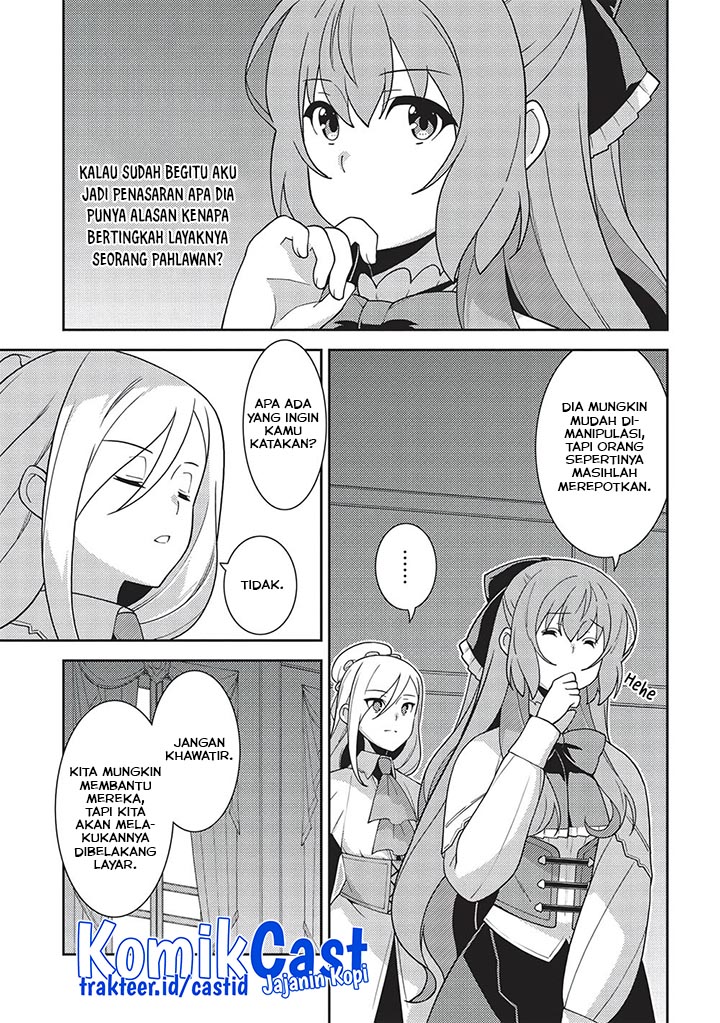 KALAU SUDAH BEGITU AKU
JADI PENASARAN APA DIA
PUNYA ALASAN KENAPA
BERTINGKAH LAYAKNYA
SEORANG PAHLAWAN?
DIA MUNGKIN
MUDAH DI-
MANIPULASI,
TAPI ORANG
SEPERTINYA
MASIHLAH
MEREPOTKAN.
......
Hehe
APA ADA
YANG INGIN
KAMU
KATAKAN?
TIDAK.
JANGAN
KHAWATIR.
KITA MUNGKIN
MEMBANTU
MEREKA,
TAPI KITA
AKAN MELA-
KUKANNYA
DIBELAKANG
LAYAR.
KomikCast
trakteer.id/castid Jajanin Kopi